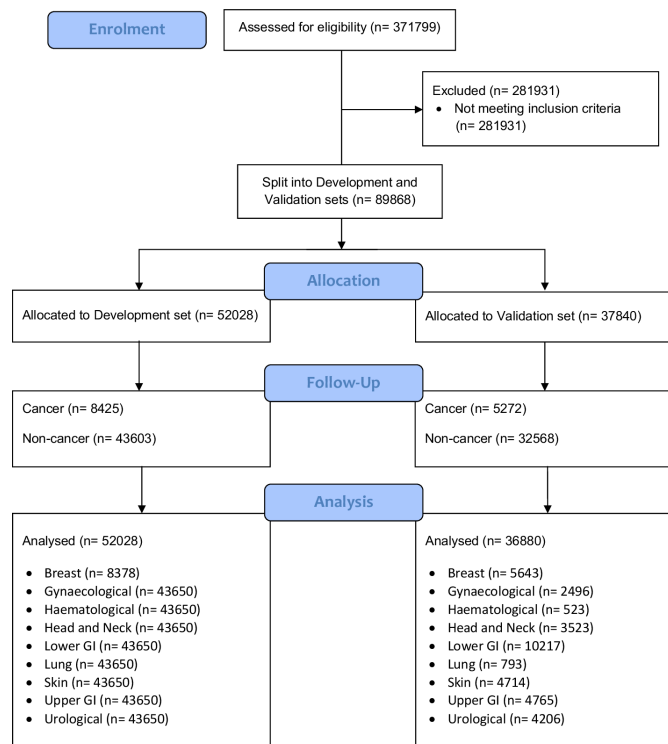 Enrolment
Assessed for eligibility (n= 371799)
Excluded (n= 281931)
• Not meeting inclusion criteria
(n= 281931)
Split into Development and
Validation sets (n= 89868)
Allocation
Allocated to Development set (n= 52028)
Allocated to Validation set (n= 37840)
Follow-Up
Cancer (n= 8425)
Non-cancer (n= 43603)
Cancer (n= 5272)
Non-cancer (n= 32568)
Analysis
Analysed (n= 52028)
• Breast (n= 8378)
• Gynaecological (n= 43650)
• Haematological (n= 43650)
• Head and Neck (n= 43650)
• Lower GI (n= 43650)
• Lung (n= 43650)
• Skin (n= 43650)
• Upper GI (n= 43650)
• Urological (n= 43650)
Analysed (n= 36880)
• Breast (n= 5643)
• Gynaecological (n= 2496)
• Haematological (n= 523)
• Head and Neck (n= 3523)
• Lower GI (n= 10217)
• Lung (n= 793)
• Skin (n= 4714)
• Upper GI (n= 4765)
• Urological (n= 4206)